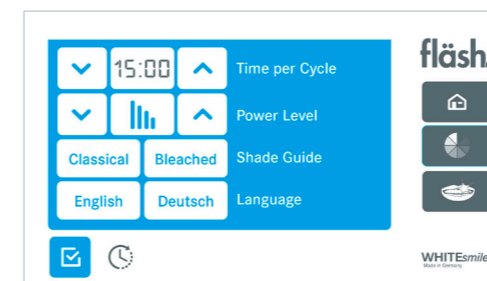 15:00 Time per Cycle
Power Level
Classical Bleached Shade Guide
English Deutsch Language
fläsh.
WHITEsmile
Made in Germany